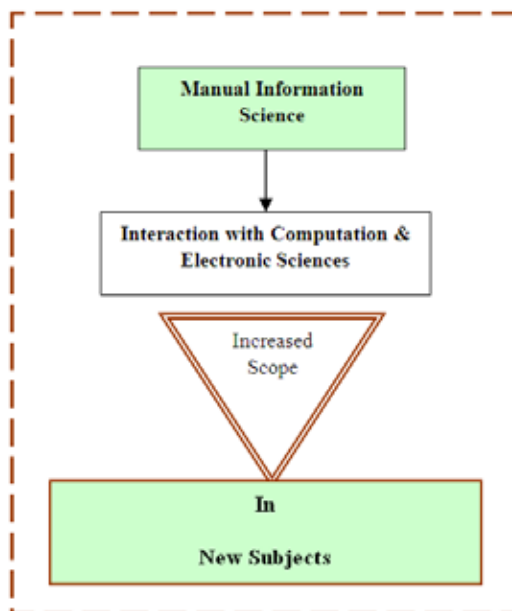 Manual Information
Science
Interaction with Computation &
Electronic Sciences
Increased
Scope
In
New Subjects